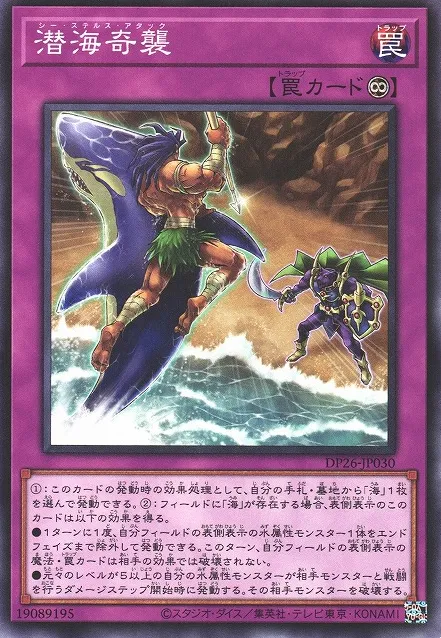 シー・ステルス・アタック
潜海奇襲
トラップ
罠
【罠カード∞】
DP26-JP030
①：このカードの発動時の効果処理として、自分の手札・墓地から「海」1枚
を選んで発動できる。②：フィールドに「海」が存在する場合、表側表示のこ
のカードは以下の効果を得る。
●1ターンに1度、自分フィールドの表側表示の水属性モンスター1体をエンド
フェイズまで除外して発動できる。このターン、自分フィールドの表側表示の
魔法・罠カードは相手の効果では破壊されない。
●元々のレベルが5以上の自分の水属性モンスターが相手モンスターと戦闘
を行うダメージステップ開始時に発動する。その相手モンスターを破壊する。
19089195
©スタジオ・ダイス／集英社・テレビ東京・KONAMI